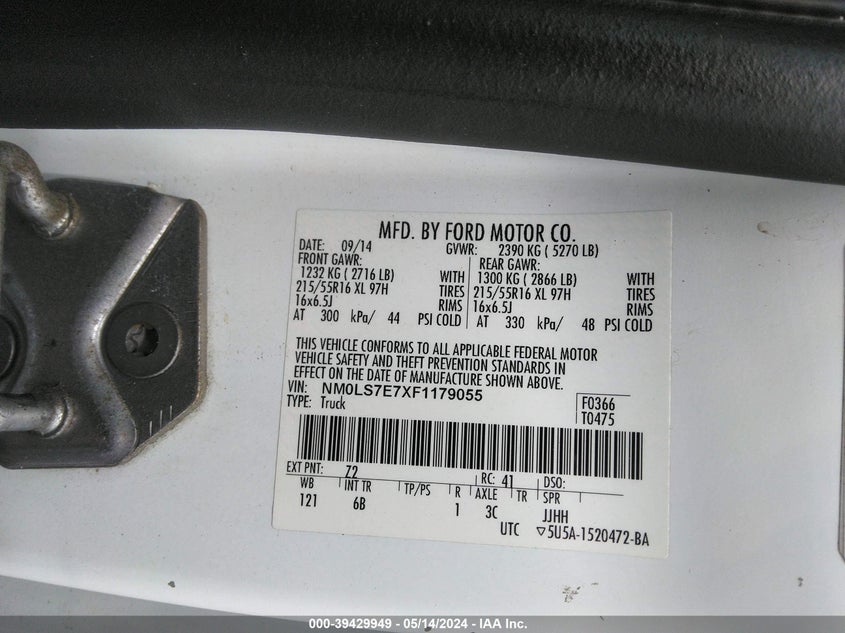 MFD. BY FORD MOTOR CO.
DATE: 09/14 GVWR: 2390 KG ( 5270 LB)
FRONT GAWR: REAR GAWR:
1232 KG ( 2716 LB) WITH 1300 KG ( 2866 LB) WITH
215/55R16 XL 97H TIRES 215/55R16 XL 97H TIRES
16x6.5J RIMS 16x6.5J RIMS
AT 300 kPa/ 44 PSI COLD AT 330 kPa/ 48 PSI COLD
THIS VEHICLE CONFORMS TO ALL APPLICABLE FEDERAL MOTOR
VEHICLE SAFETY AND THEFT PREVENTION STANDARDS IN
EFFECT ON THE DATE OF MANUFACTURE SHOWN ABOVE.
VIN: NM0LS7E7XF1179055 F0366
TYPE: Truck T0475
EXT PNT: Z2 RC: 41 DSO:
WB INT TR TP/PS R AXLE TR SPR
121 6B 1 3C JJHH
UTC ▽5U5A-1520472-BA
000-39429949 - 05/14/2024 - IAA Inc.